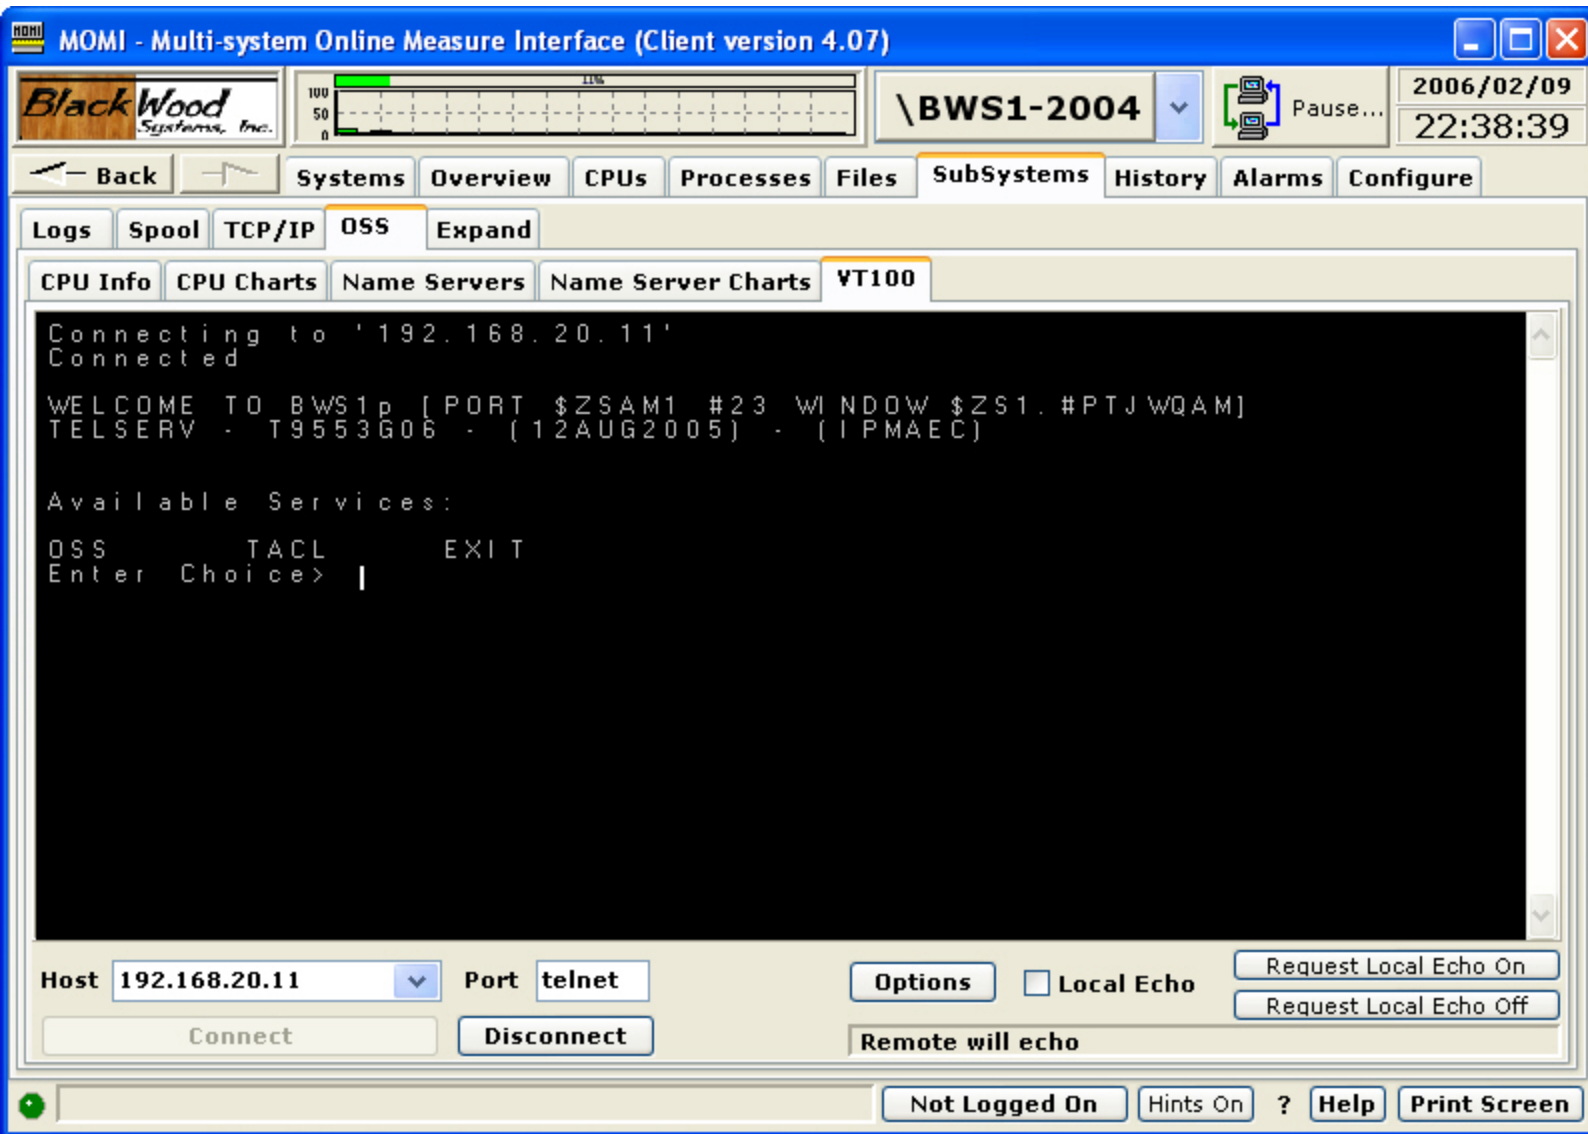 MOMI
MOMI - Multi-system Online Measure Interface (Client version 4.07)
BlackWood
Systems, Inc.
11%
100
50
0
\BWS1-2004
Pause...
2006/02/09
22:38:39
Back
Systems Overview CPUs Processes Files SubSystems History Alarms Configure
Logs Spool TCP/IP OSS Expand
CPU Info CPU Charts Name Servers Name Server Charts VT100
Connecting to '192.168.20.11'
Connected
WELCOME TO BWS1p [PORT $ZSAM1 #23 WINDOW $ZS1.#PTJWQAM]
TELSERV - T9553G06 - (12AUG2005) - (IPMAEC)
Available Services:
OSS TACL EXIT
Enter Choice>
Host 192.168.20.11 Port telnet Options Local Echo Request Local Echo On
Request Local Echo Off
Connect Disconnect Remote will echo
Not Logged On Hints On ? Help Print Screen